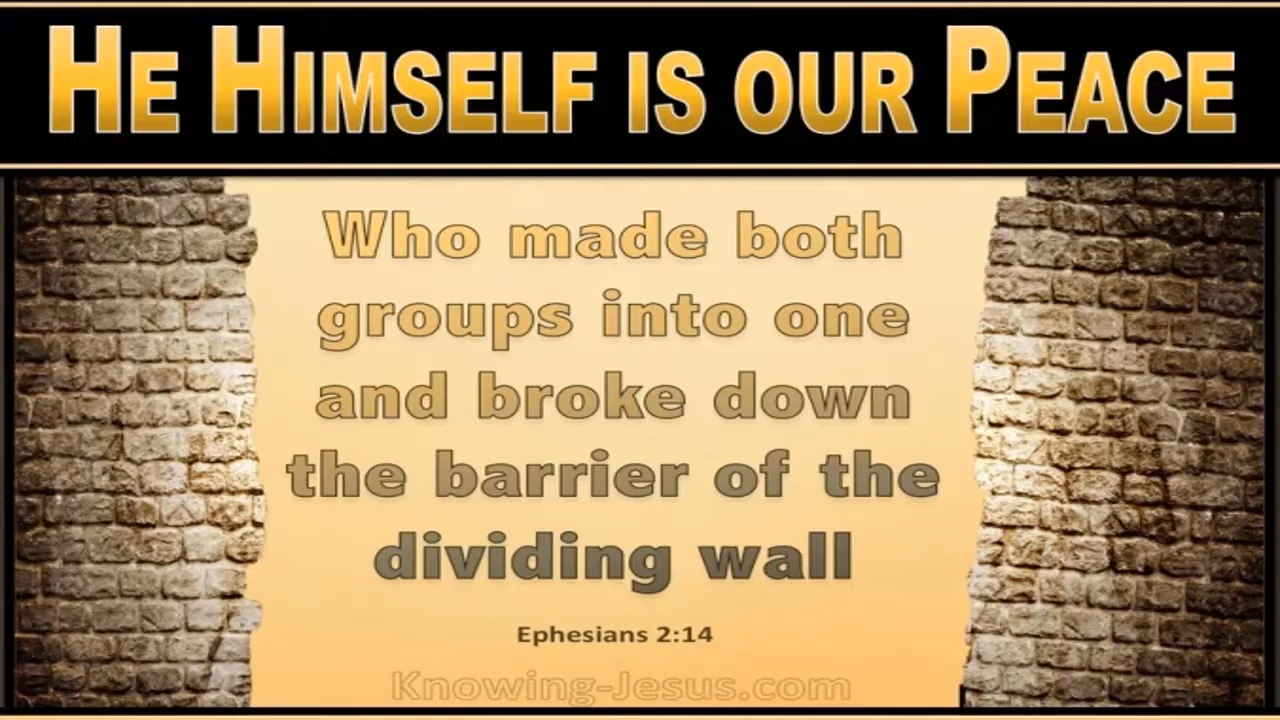 HE HIMSELF IS OUR PEACE
Who made both
groups into one
and broke down
the barrier of the
dividing wall
Ephesians 2:14
Knowing-Jesus.com